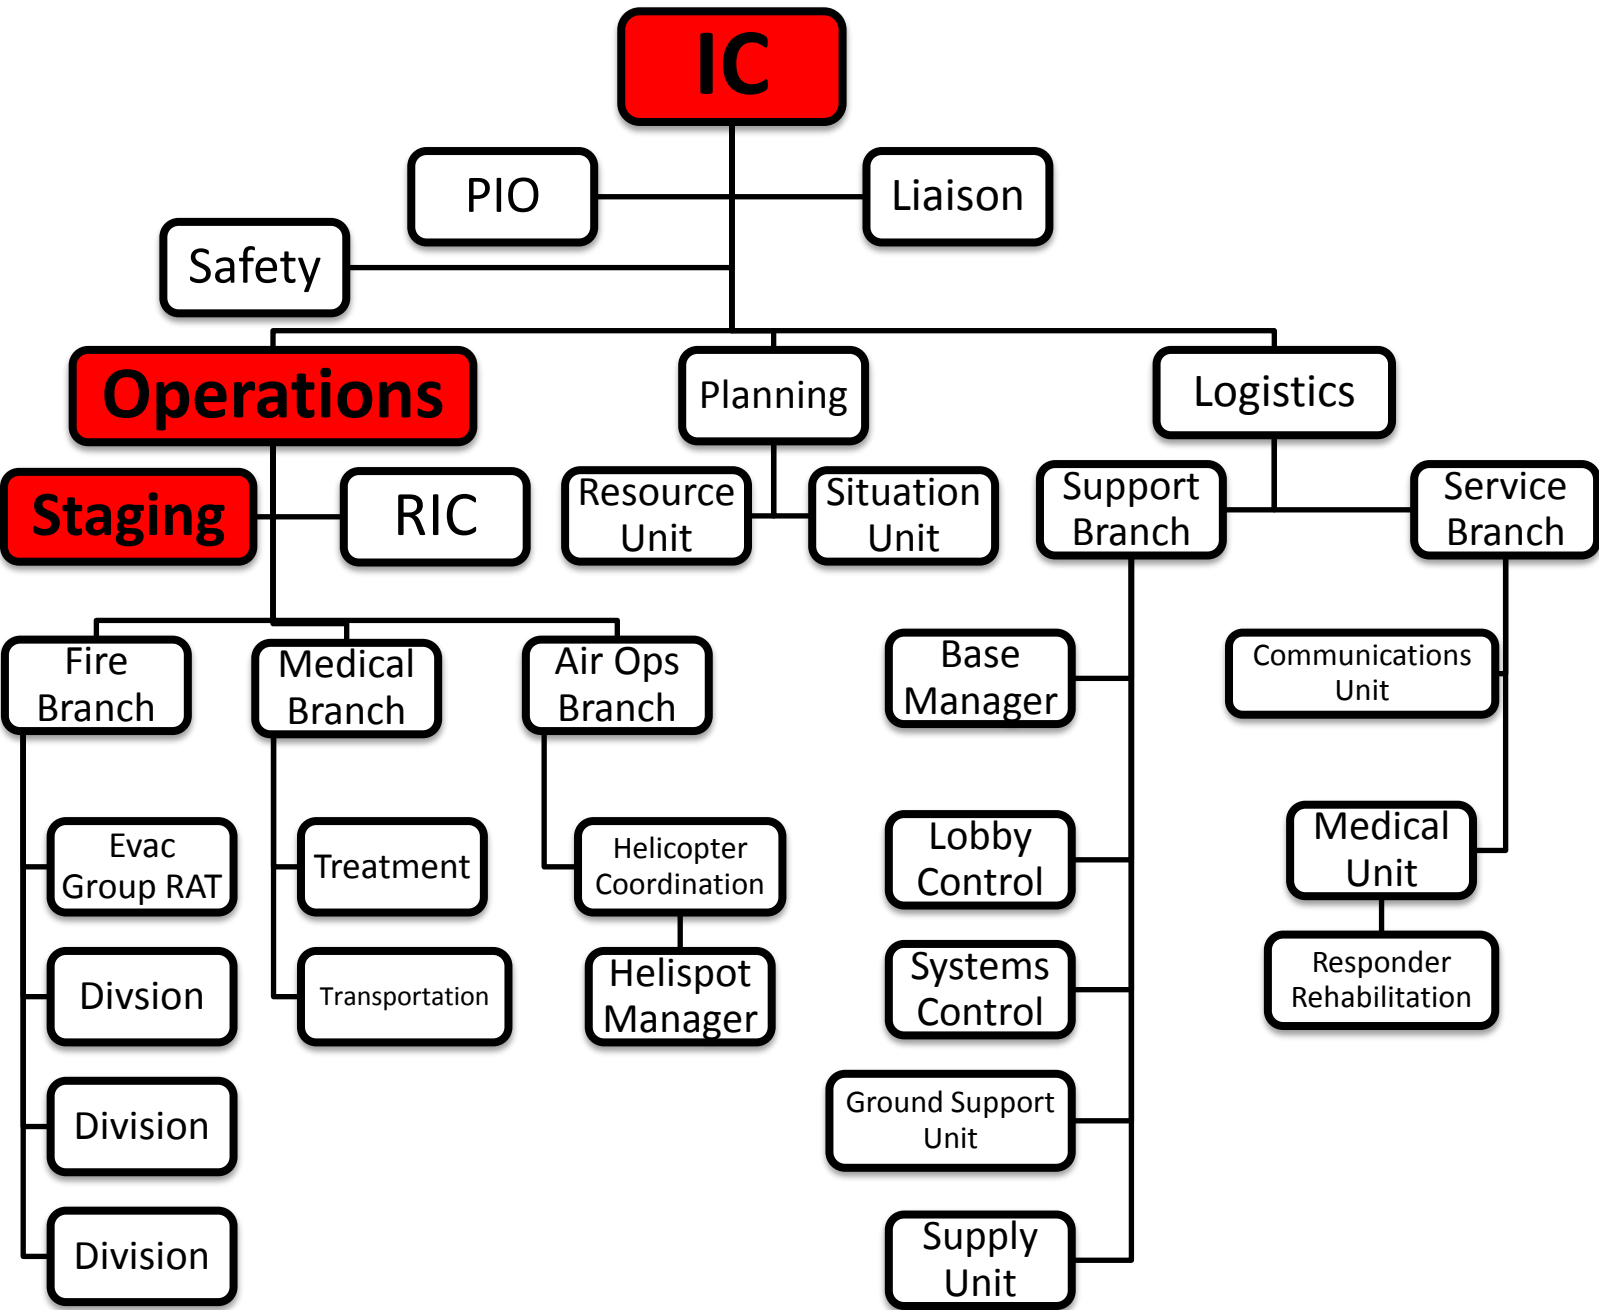 IC
PIO
Liaison
Safety
Operations
Planning
Logistics
Staging
RIC
Resource
Unit
Situation
Unit
Support
Branch
Service
Branch
Fire
Branch
Medical
Branch
Air Ops
Branch
Base
Manager
Communications
Unit
Evac
Group RAT
Treatment
Helicopter
Coordination
Lobby
Control
Medical
Unit
Divsion
Transportation
Helispot
Manager
Systems
Control
Responder
Rehabilitation
Division
Ground Support
Unit
Division
Supply
Unit